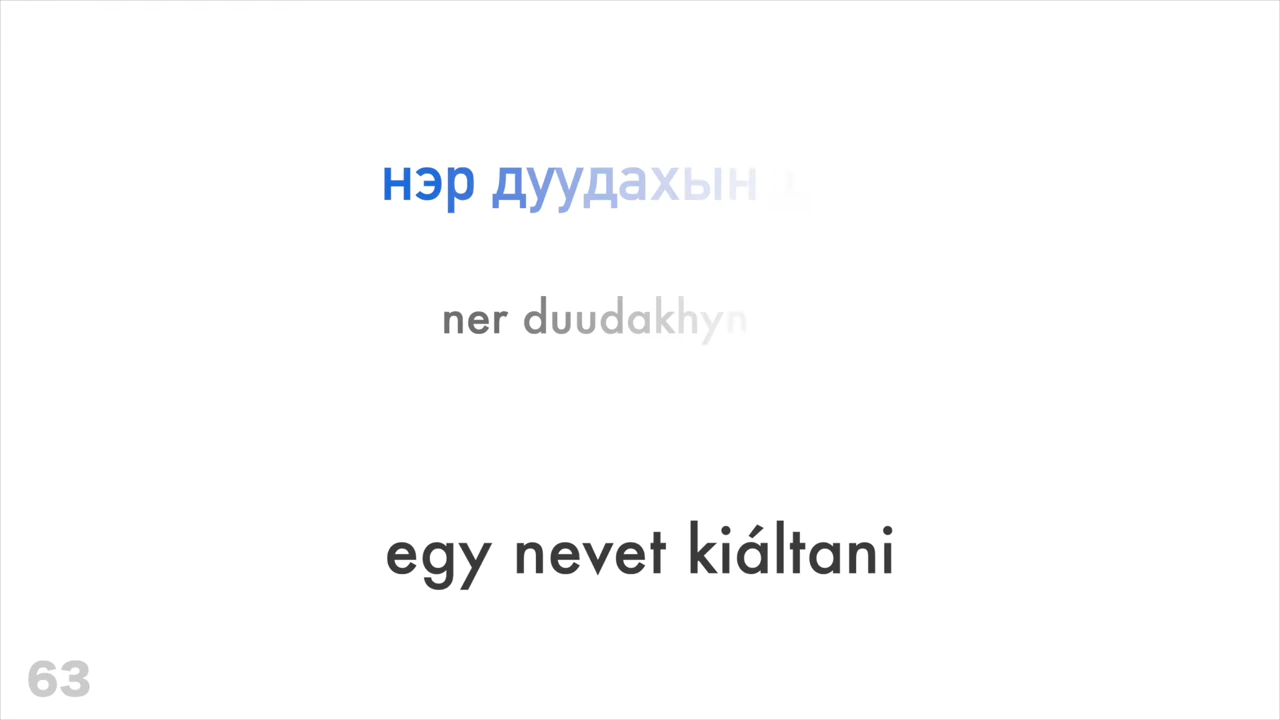 нэр дуудахын
ner duudakhyn
egy nevet kiáltani
63